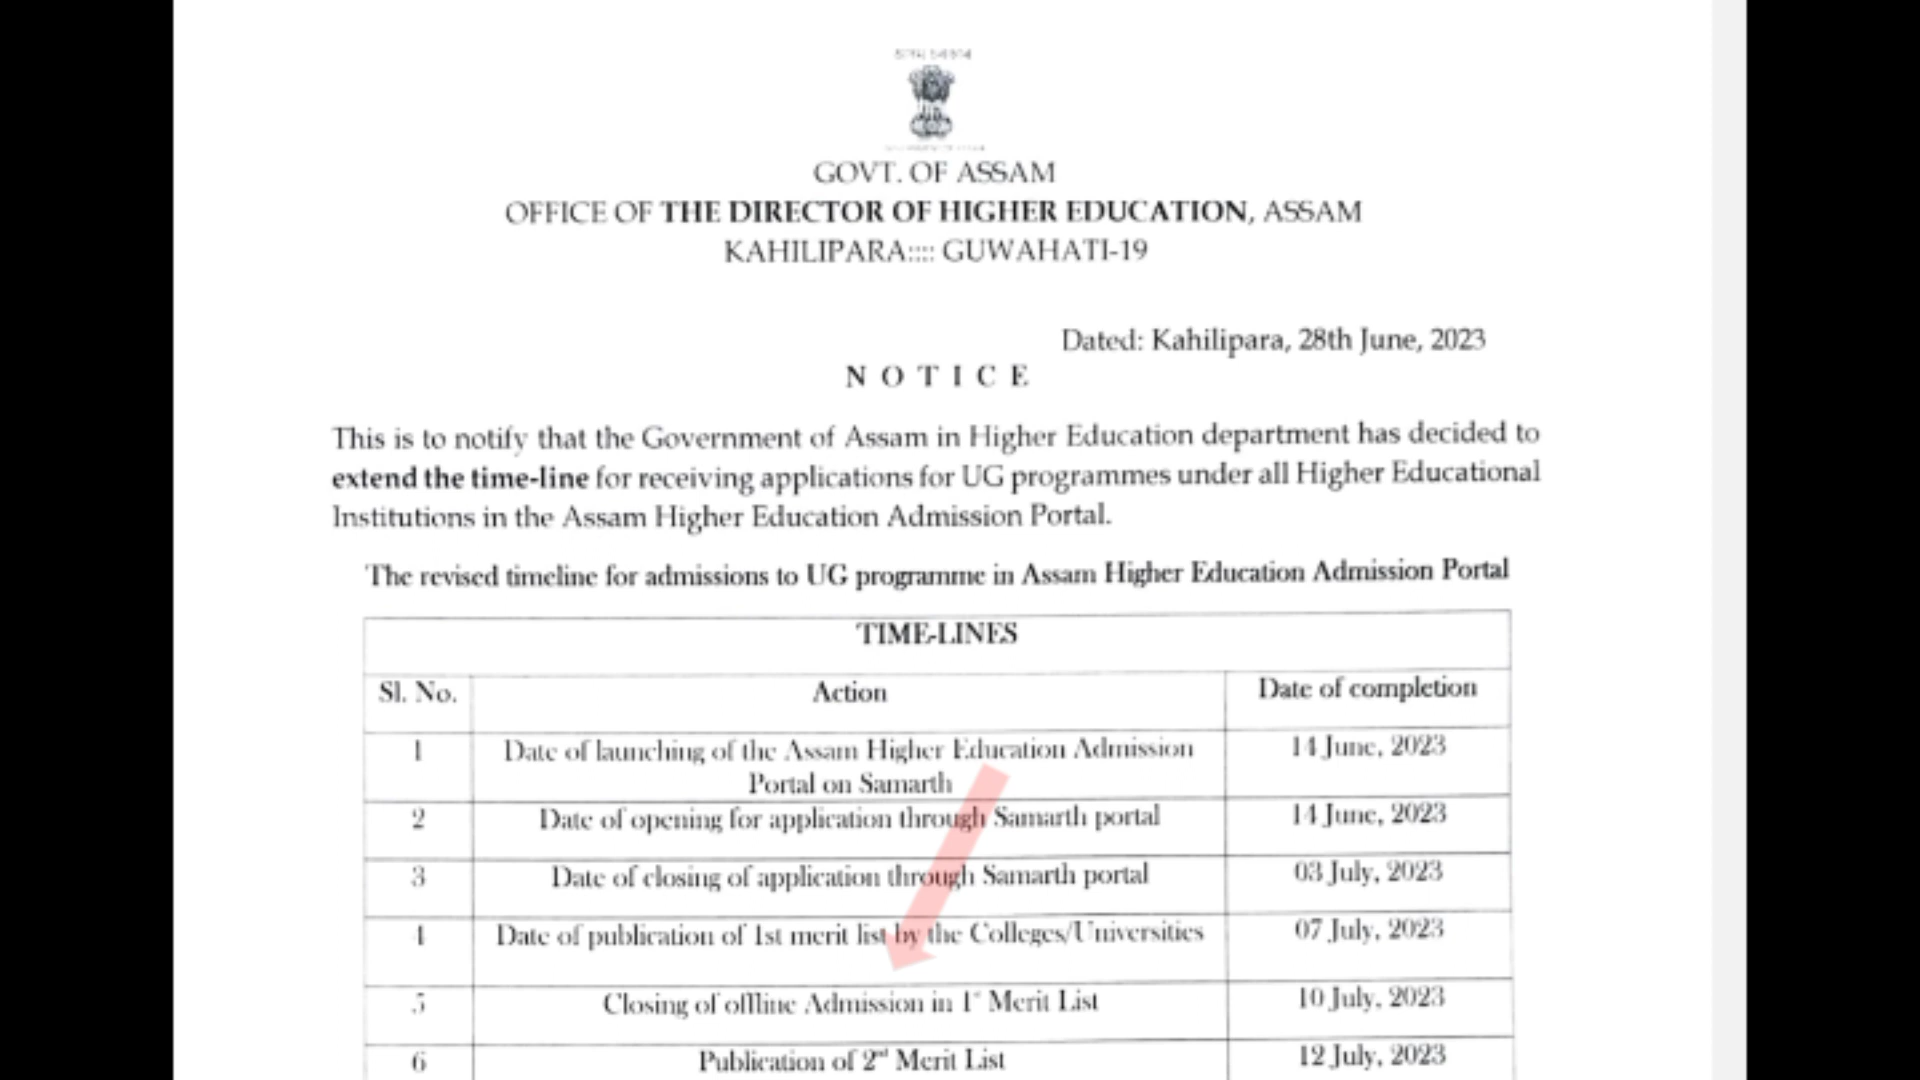 GOVT. OF ASSAM
OFFICE OF THE DIRECTOR OF HIGHER EDUCATION, ASSAM
KAHILIPARA:::: GUWAHATI-19
Dated: Kahilipara, 28th June, 2023
NOTICE
This is to notify that the Government of Assam in Higher Education department has decided to
extend the time-line for receiving applications for UG programmes under all Higher Educational
Institutions in the Assam Higher Education Admission Portal.
The revised timeline for admissions to UG programme in Assam Higher Education Admission Portal
TIME-LINES
Sl. No. Action Date of completion
1 Date of launching of the Assam Higher Education Admission 14 June, 2023
Portal on Samarth
2 Date of opening for application through Samarth portal 14 June, 2023
3 Date of closing of application through Samarth portal 03 July, 2023
4 Date of publication of 1st merit list by the Colleges/Universities 07 July, 2023
5 Closing of offline Admission in 1st Merit List 10 July, 2023
6 Publication of 2nd Merit List 12 July, 2023